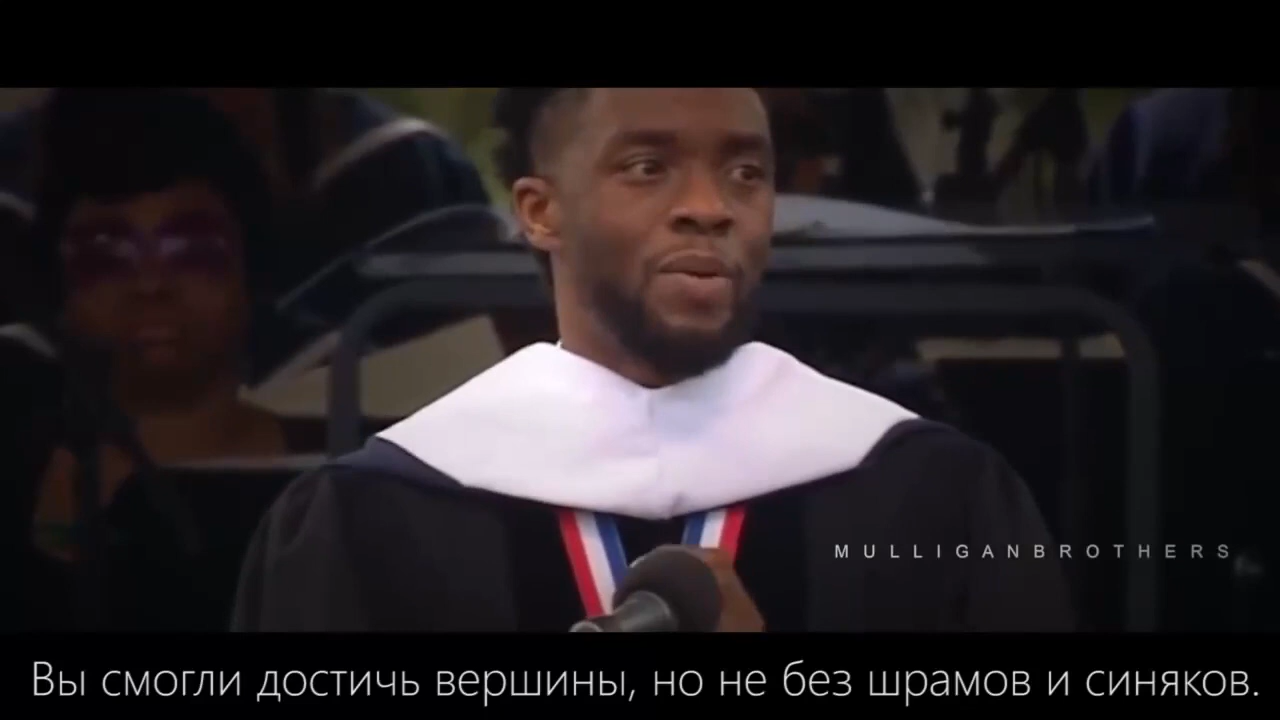 MULLIGANBROTHERS
Вы смогли достичь вершины, но не без шрамов и синяков.